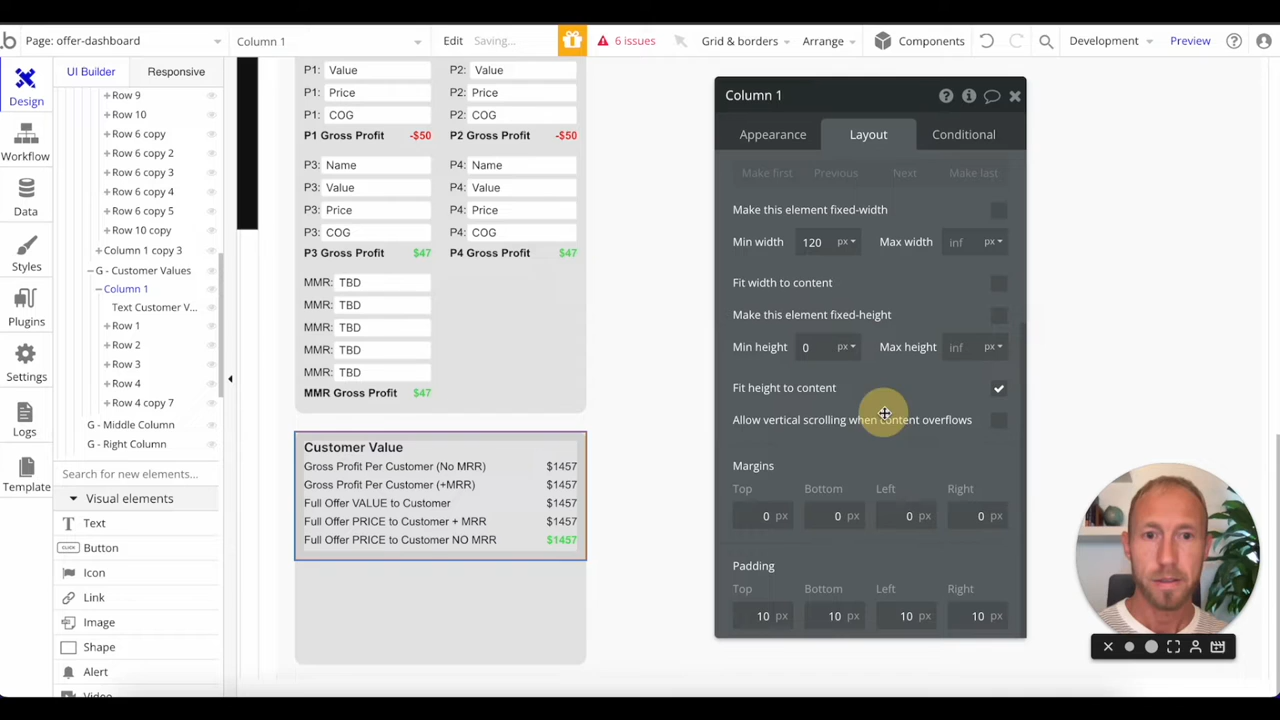 Page: offer-dashboard
Column 1
Edit
Saving...
6 issues
Grid & borders
Arrange
Components
Development
Preview
UI Builder
Responsive
Design
Workflow
Data
Styles
Plugins
Settings
Logs
Template
Row 9
Row 10
Row 6 copy
Row 6 copy 2
Row 6 copy 3
Row 6 copy 4
Row 6 copy 5
Row 10 copy
Column 1 copy 3
G - Customer Values
Column 1
Text Customer V...
Row 1
Row 2
Row 3
Row 4
Row 4 copy 7
G - Middle Column
G - Right Column
Search for new elements...
Visual elements
Text
CLICK Button
Icon
Link
Image
Shape
Alert
Video
P1: Value P2: Value
P1: Price P2: Price
P1: COG P2: COG
P1 Gross Profit -$50 P2 Gross Profit -$50
P3: Name P4: Name
P3: Value P4: Value
P3: Price P4: Price
P3: COG P4: COG
P3 Gross Profit $47 P4 Gross Profit $47
MMR: TBD
MMR: TBD
MMR: TBD
MMR: TBD
MMR: TBD
MMR Gross Profit $47
Customer Value
Gross Profit Per Customer (No MRR) $1457
Gross Profit Per Customer (+MRR) $1457
Full Offer VALUE to Customer $1457
Full Offer PRICE to Customer + MRR $1457
Full Offer PRICE to Customer NO MRR $1457
Column 1
Appearance Layout Conditional
Make first Previous Next Make last
Make this element fixed-width
Min width 120 px Max width inf px
Fit width to content
Make this element fixed-height
Min height 0 px Max height inf px
Fit height to content
Allow vertical scrolling when content overflows
Margins
Top Bottom Left Right
0 px 0 px 0 px 0 px
Padding
Top Bottom Left Right
10 px 10 px 10 px 10 px